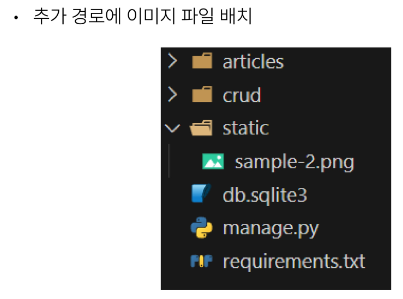 • 추가 경로에 이미지 파일 배치
articles
crud
static
sample-2.png
db.sqlite3
manage.py
requirements.txt